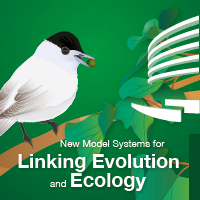 New Model Systems for
Linking Evolution
and Ecology